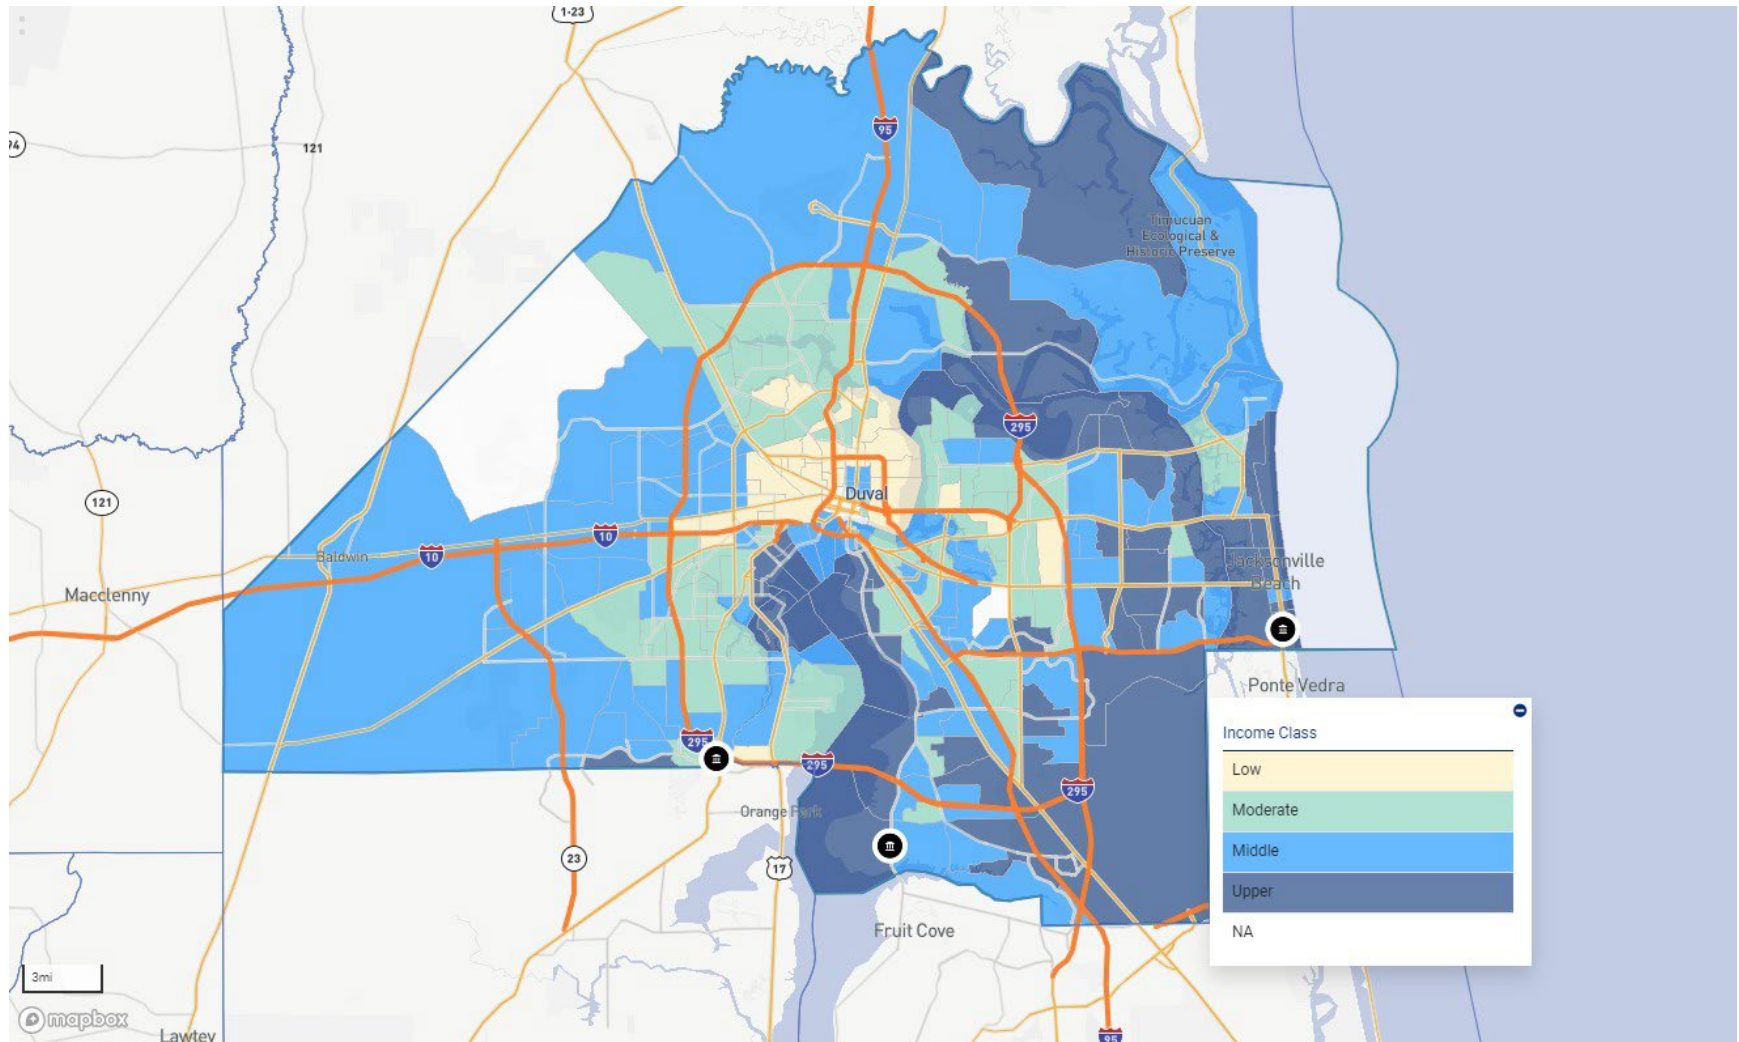 1-23
95
121
94
Timucuan
Ecological &
Historic Preserve
295
Duval
121
10
10
Baldwin
Macclenny
Jacksonville
Beach
Ponte Vedra
295
295
295
Orange Park
23
17
Fruit Cove
95
Lawtey
Income Class
Low
Moderate
Middle
Upper
NA
3mi
mapbox